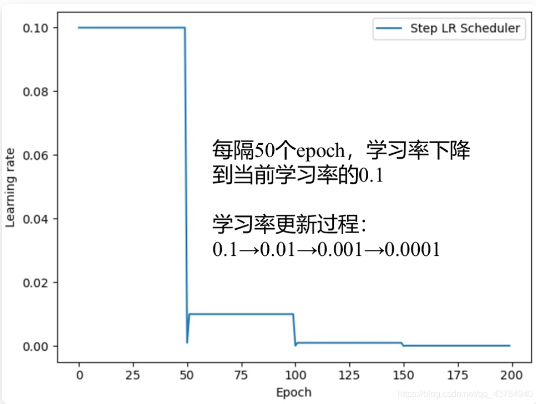 Step LR Scheduler
0.10
0.08
0.06
0.04
0.02
0.00
Learning rate
每隔50个epoch，学习率下降
到当前学习率的0.1
学习率更新过程：
0.1→0.01→0.001→0.0001
0 25 50 75 100 125 150 175 200
Epoch